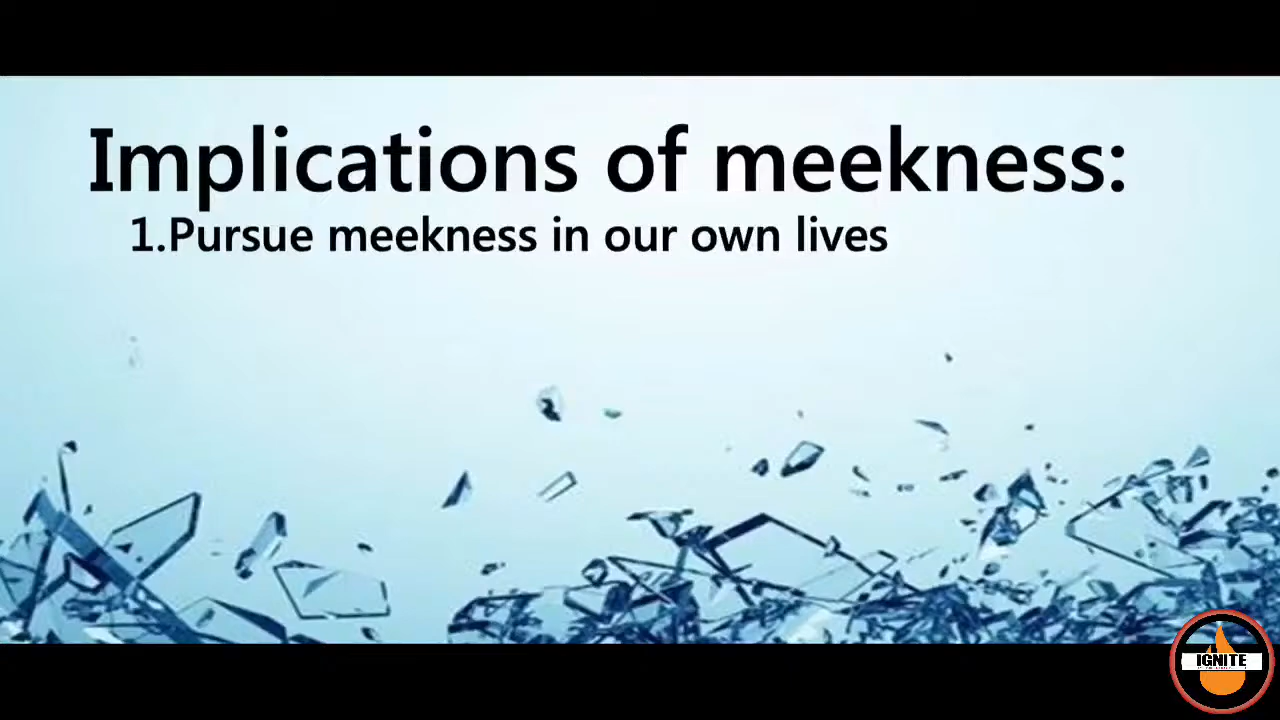 Implications of meekness:
1.Pursue meekness in our own lives
IGNITE